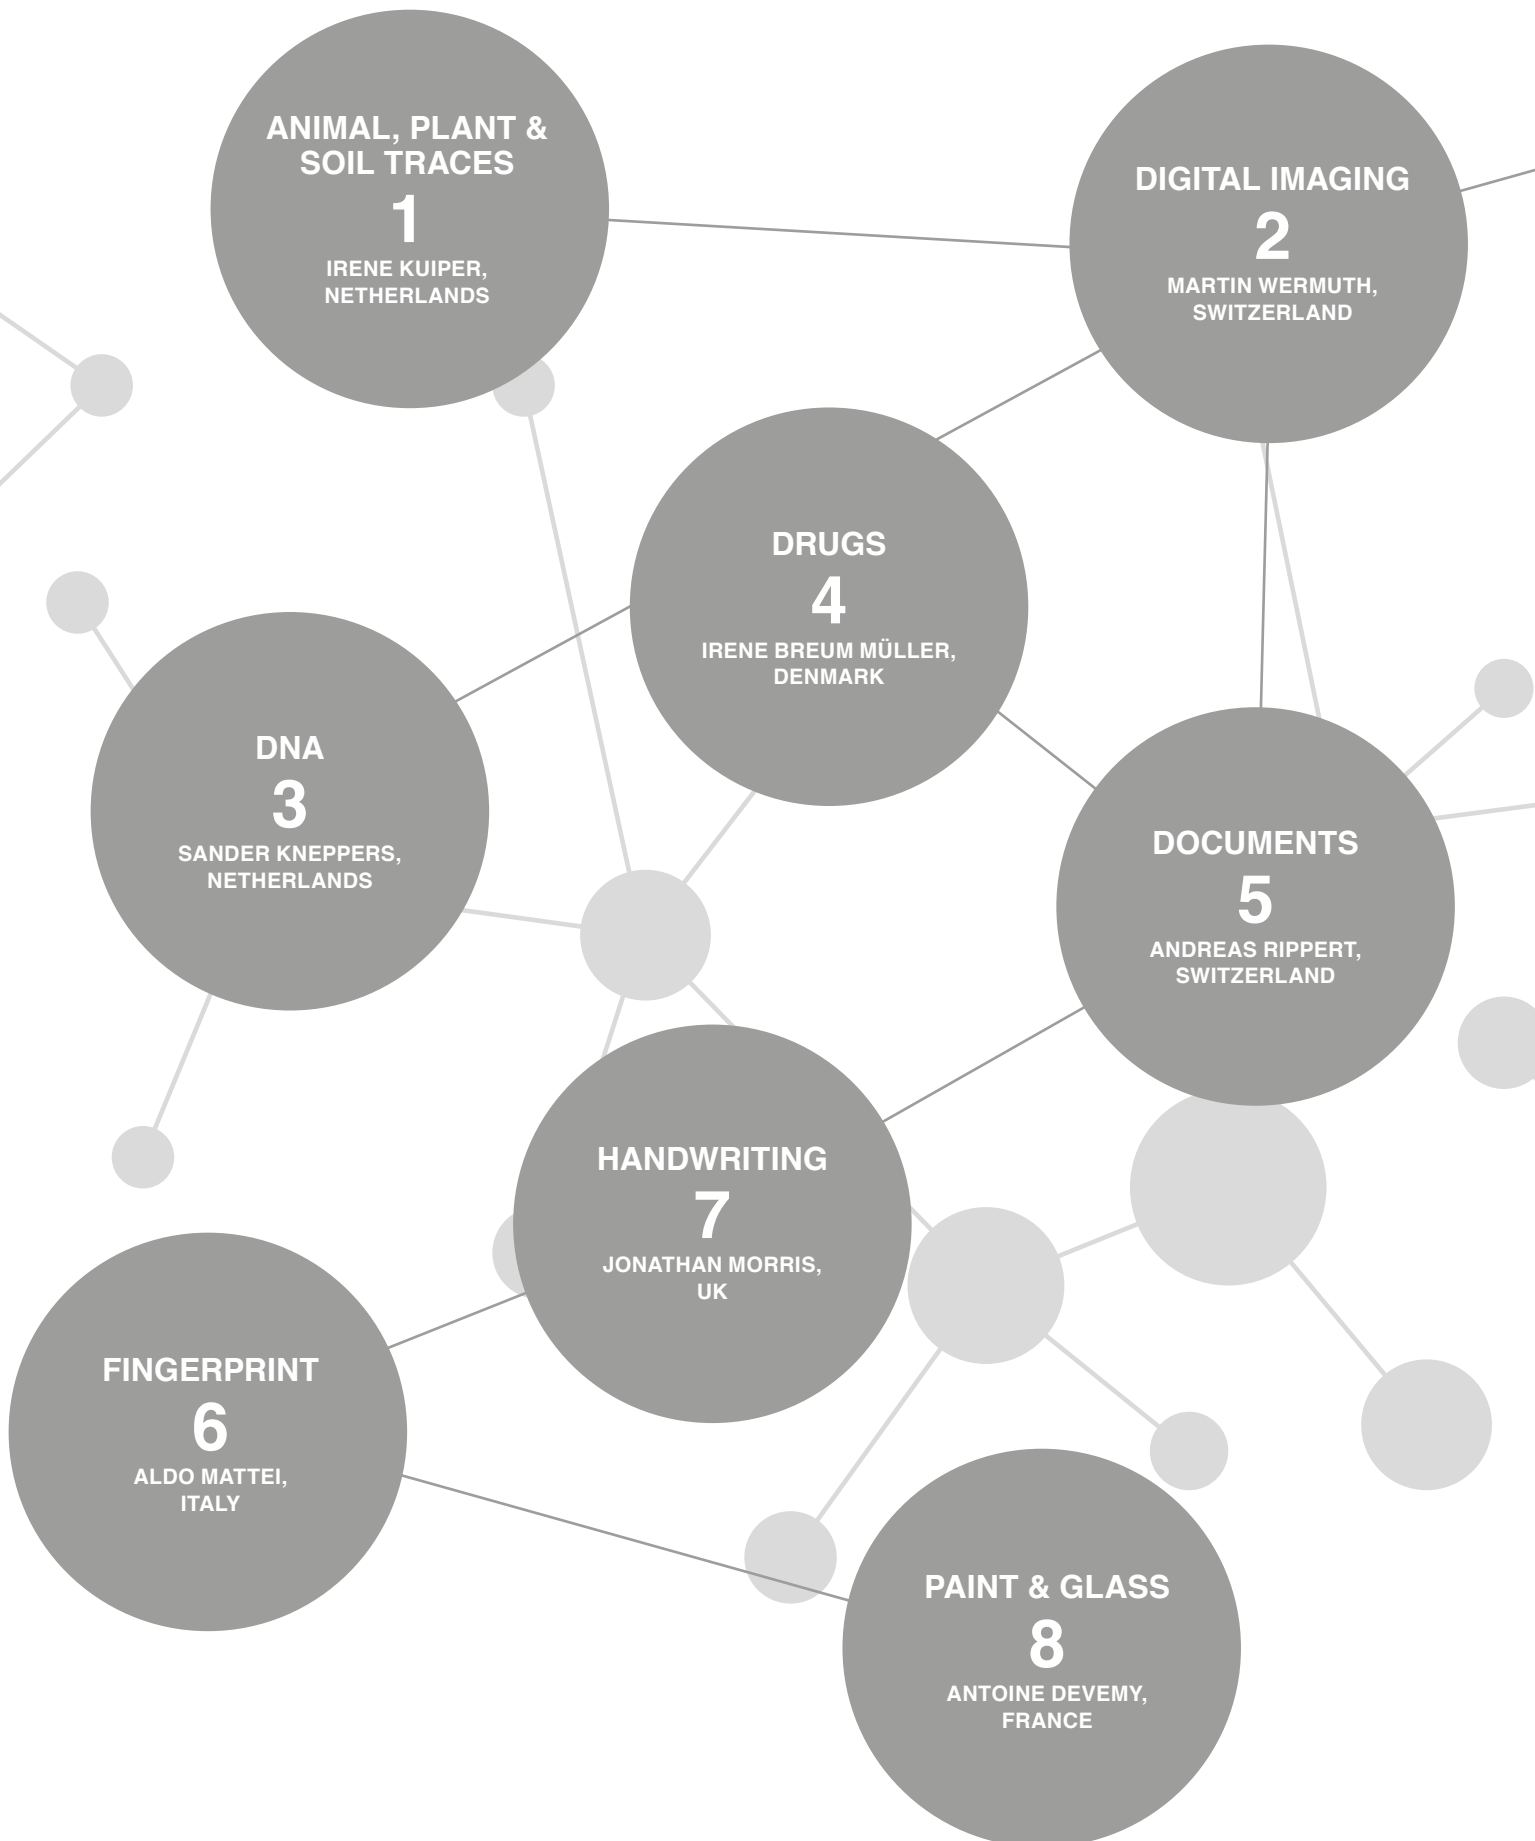 ANIMAL, PLANT &
SOIL TRACES
1
IRENE KUIPER,
NETHERLANDS
DIGITAL IMAGING
2
MARTIN WERMUTH,
SWITZERLAND
DNA
3
SANDER KNEPPERS,
NETHERLANDS
DRUGS
4
IRENE BREUM MÜLLER,
DENMARK
DOCUMENTS
5
ANDREAS RIPPERT,
SWITZERLAND
FINGERPRINT
6
ALDO MATTEI,
ITALY
HANDWRITING
7
JONATHAN MORRIS,
UK
PAINT & GLASS
8
ANTOINE DEVEMY,
FRANCE